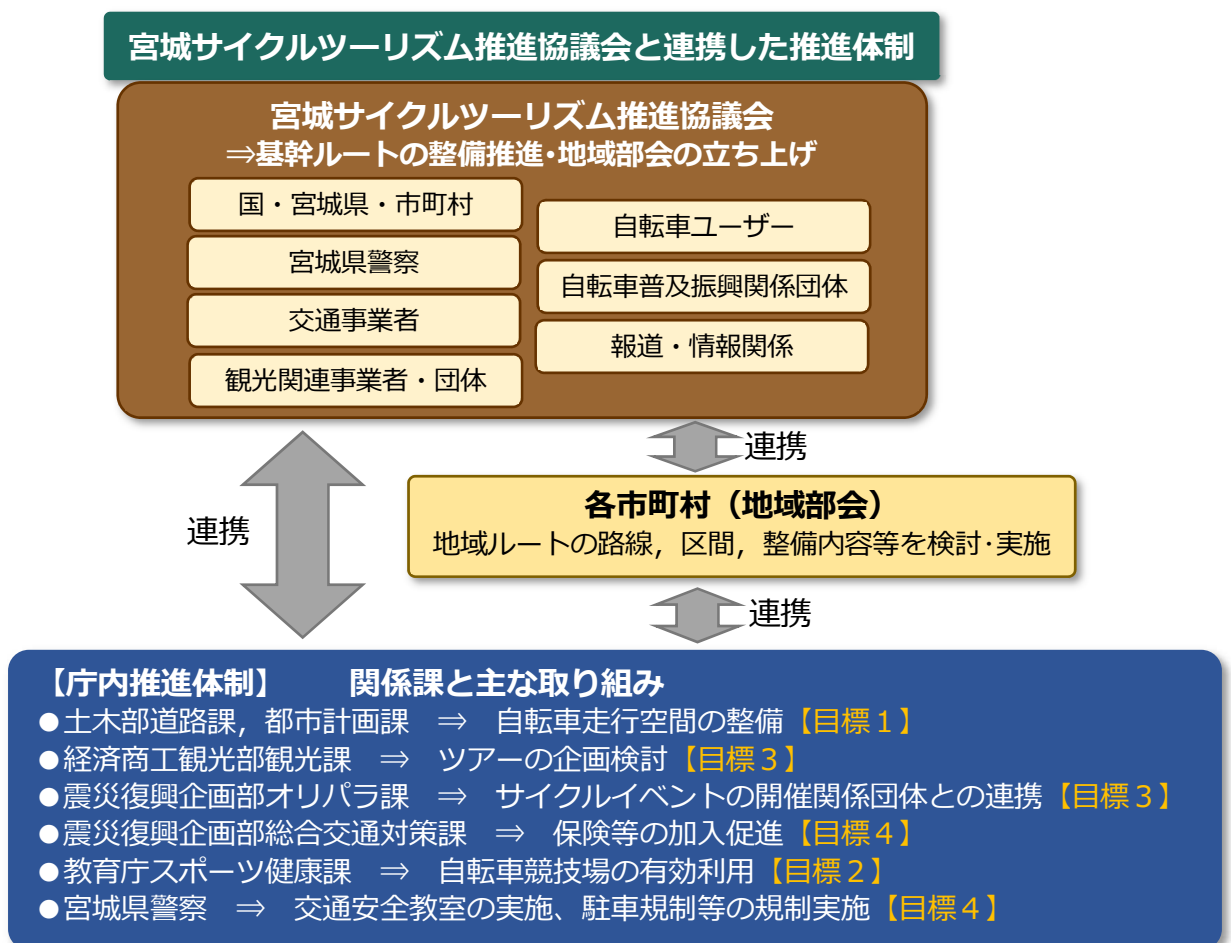 宮城サイクルツーリズム推進協議会と連携した推進体制
宮城サイクルツーリズム推進協議会
⇒基幹ルートの整備推進・地域部会の立ち上げ
国・宮城県・市町村
宮城県警察
交通事業者
観光関連事業者・団体
自転車ユーザー
自転車普及振興関係団体
報道・情報関係
連携
連携
各市町村（地域部会）
地域ルートの路線，区間，整備内容等を検討・実施
連携
【庁内推進体制】　　関係課と主な取り組み
●土木部道路課，都市計画課　⇒　自転車走行空間の整備【目標１】
●経済商工観光部観光課　⇒　ツアーの企画検討【目標３】
●震災復興企画部オリパラ課　⇒　サイクルイベントの開催関係団体との連携【目標３】
●震災復興企画部総合交通対策課　⇒　保険等の加入促進【目標４】
●教育庁スポーツ健康課　⇒　自転車競技場の有効利用【目標２】
●宮城県警察　⇒　交通安全教室の実施、駐車規制等の規制実施【目標４】